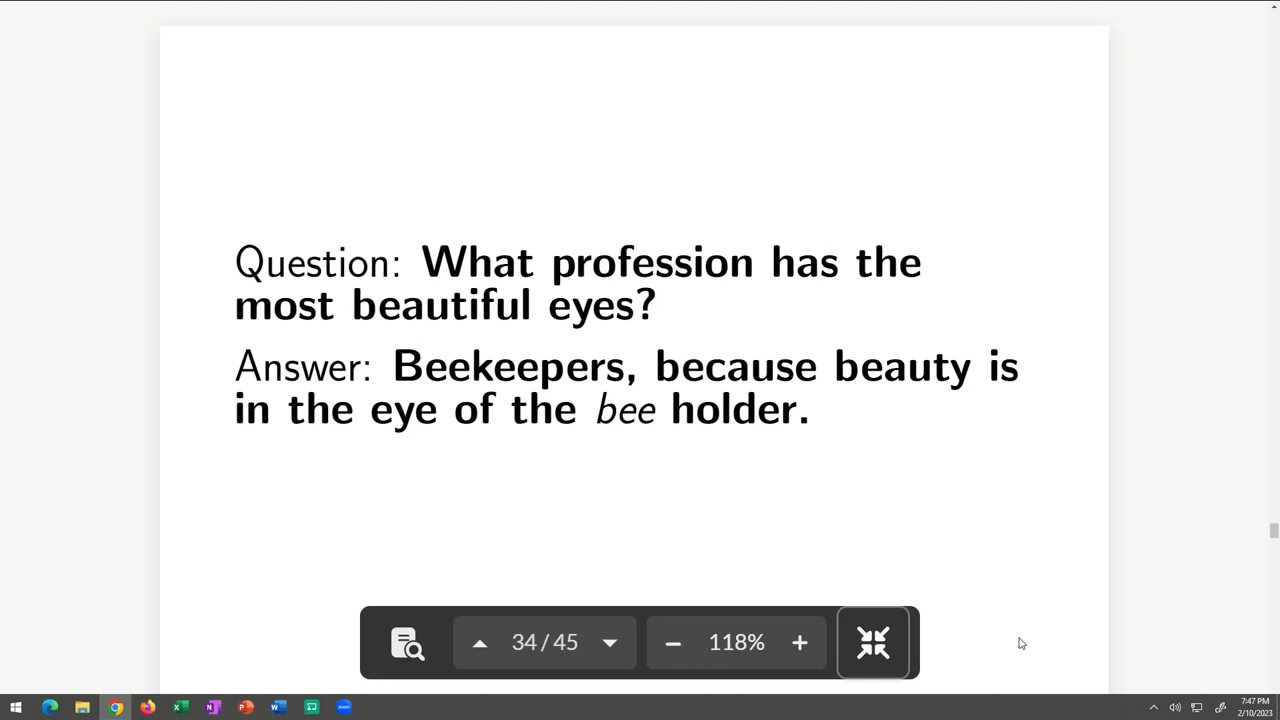 Question: What profession has the
most beautiful eyes?
Answer: Beekeepers, because beauty is
in the eye of the bee holder.
34/45
118%
7:47 PM
2/10/2023